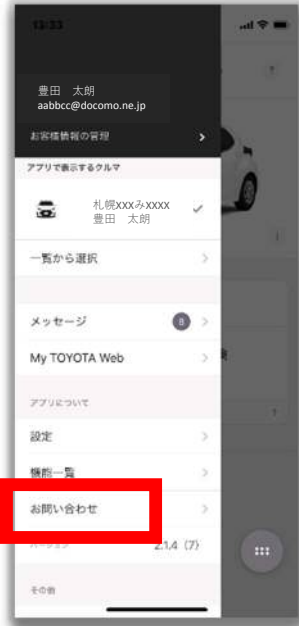 13:33
豊田 太朗
aabbcc@docomo.ne.jp
お客様情報の管理
アプリで表示するクルマ
札幌xxxみxxxx
豊田 太朗
一覧から選択
メッセージ 8
My TOYOTA Web
アプリについて
設定
機能一覧
お問い合わせ
バージョン 2.1.4 (7)
その他